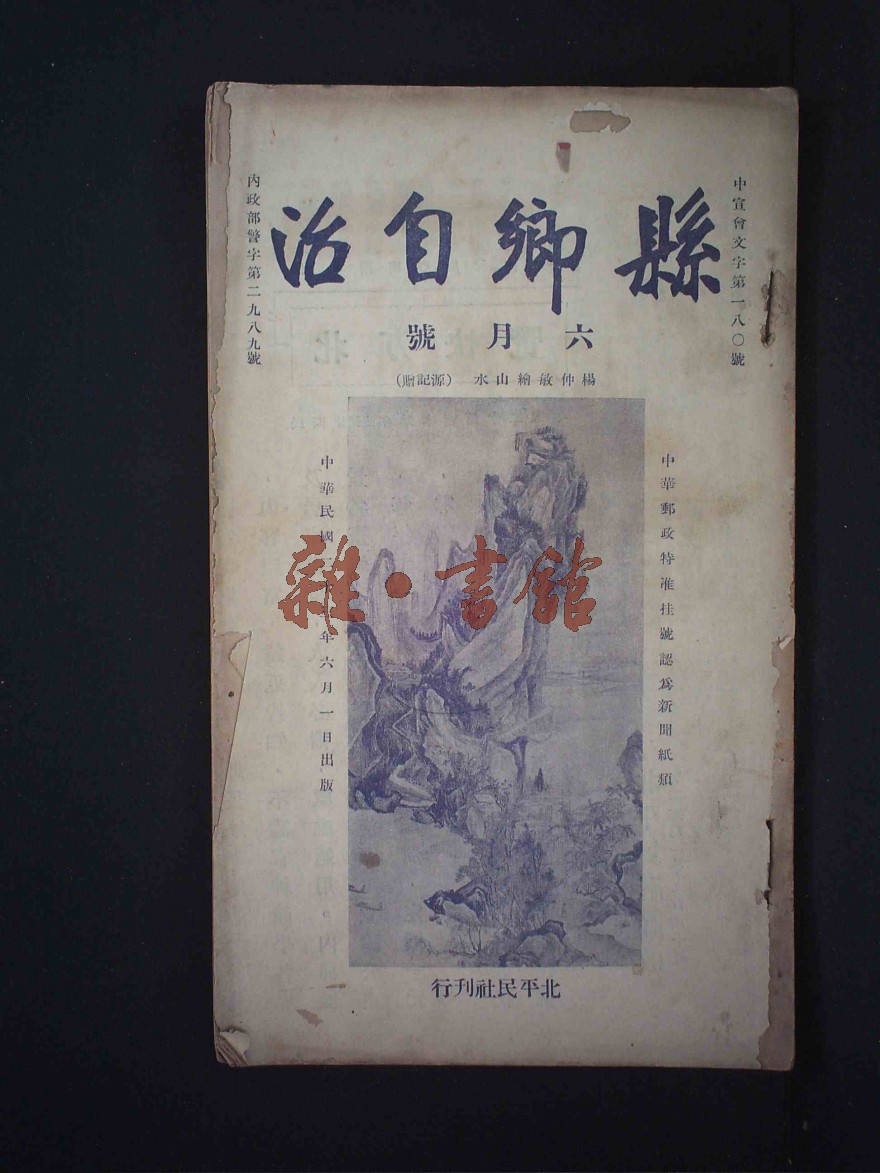 縣鄉自治
六月號
楊仲敏繪山水（源記贈）
中宣會文字第一八〇號
內政部警字第二九八九號
中華郵政特准挂號認爲新聞紙類
中華民國
年六月一日出版
雜·書館
北平民社刊行